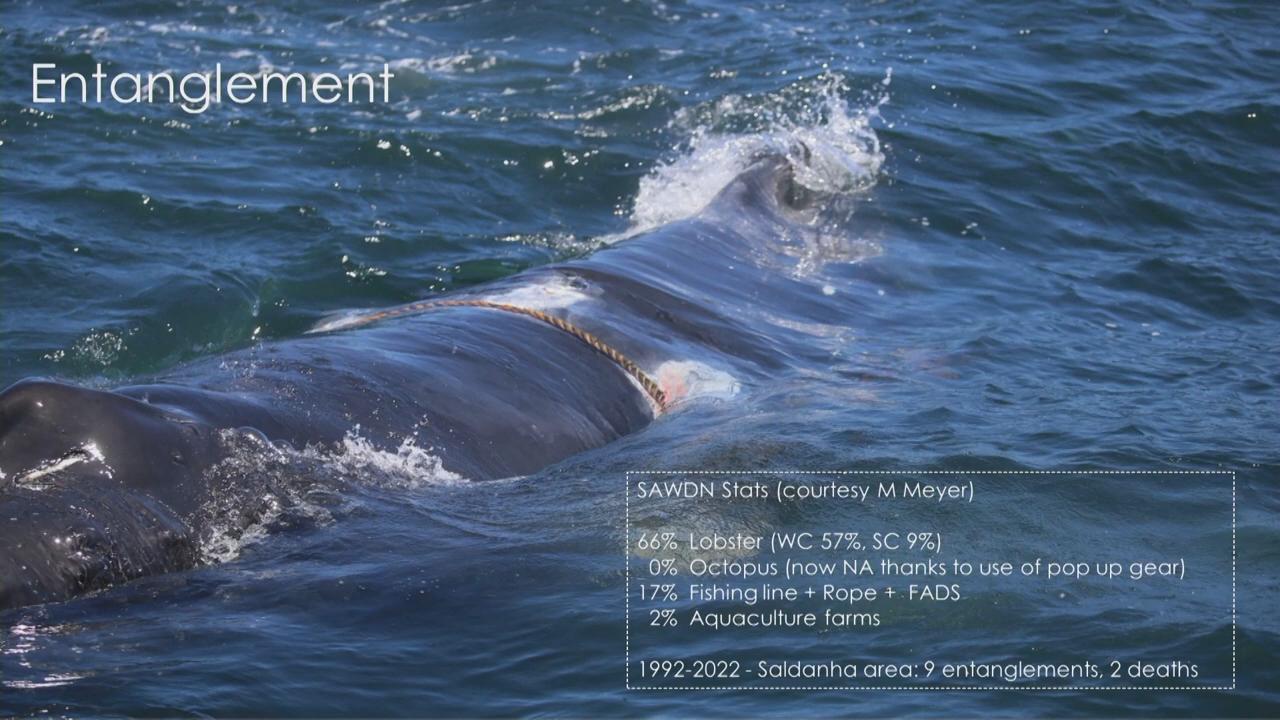 Entanglement
SAWDN Stats (courtesy M Meyer)
66% Lobster (WC 57%, SC 9%)
0% Octopus (now NA thanks to use of pop up gear)
17% Fishing line + Rope + FADS
2% Aquaculture farms
1992-2022 - Saldanha area: 9 entanglements, 2 deaths